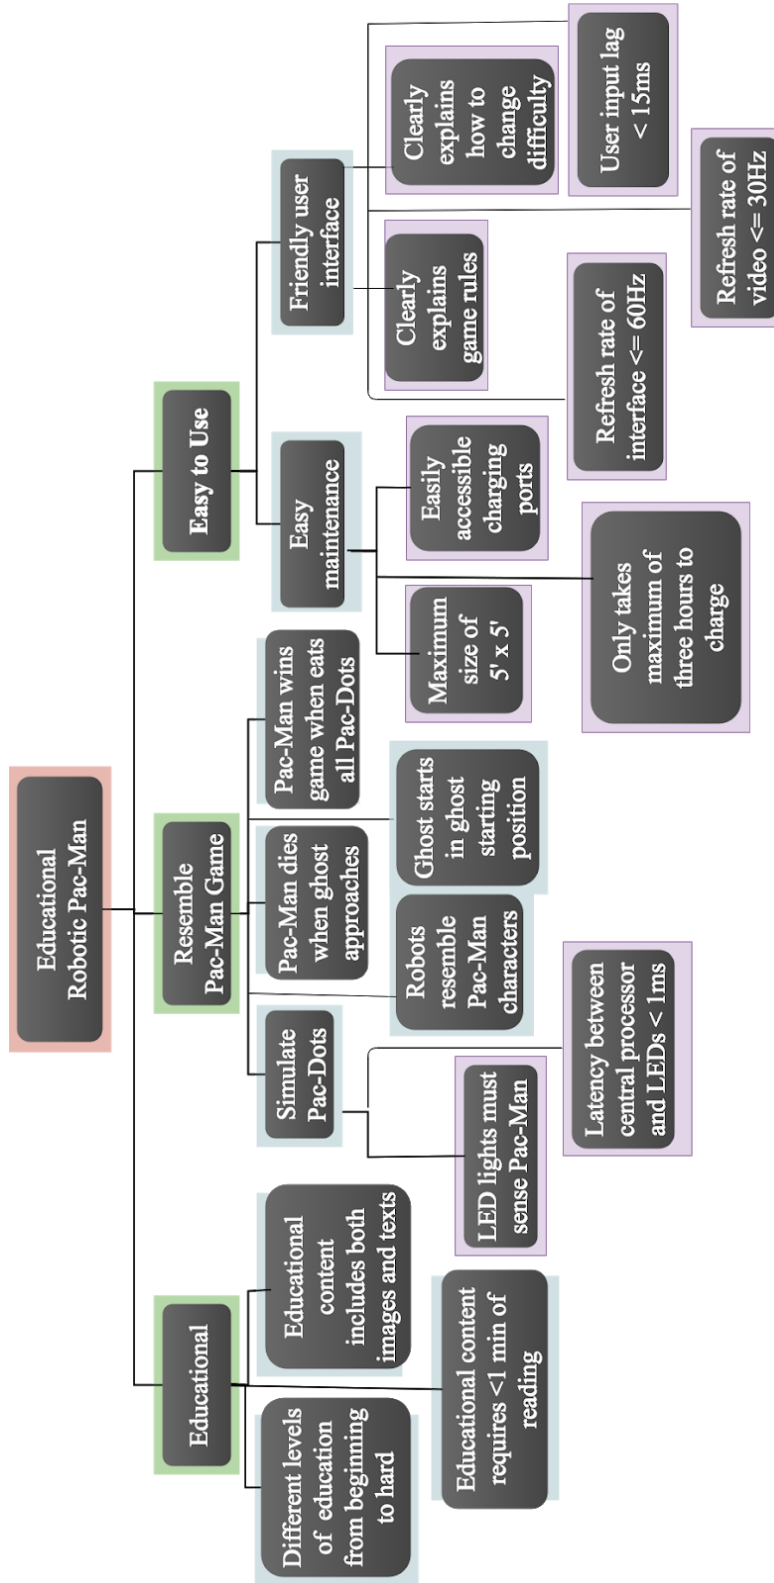 Educational
Robotic Pac-Man
Educational
Resemble
Pac-Man Game
Easy to Use
Different levels
of education
from beginning
to hard
Educational
content
includes both
images and texts
Educational content
requires <1 min of
reading
Simulate
Pac-Dots
Pac-Man dies
when ghost
approaches
Pac-Man wins
game when eats
all Pac-Dots
Robots
resemble
Pac-Man
characters
Ghost starts
in ghost
starting
position
LED lights must
sense Pac-Man
Latency between
central processor
and LEDs < 1ms
Easy
maintenance
Friendly user
interface
Maximum
size of
5' x 5'
Easily
accessible
charging
ports
Only takes
maximum of
three hours to
charge
Clearly
explains
game rules
Clearly
explains
how to
change
difficulty
Refresh rate of
interface <= 60Hz
User input lag
< 15ms
Refresh rate of
video <= 30Hz